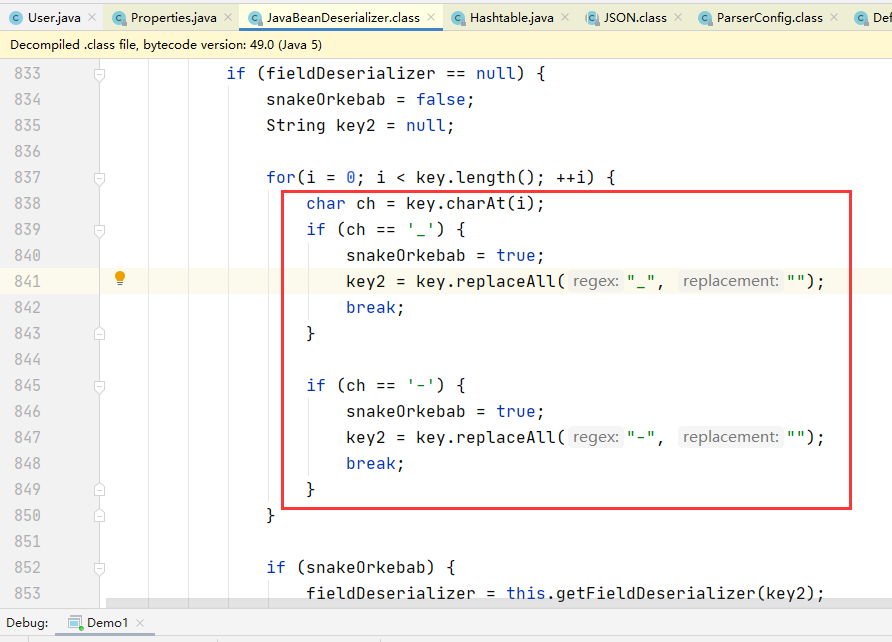 User.java Properties.java JavaBeanDeserializer.class Hashtable.java JSON.class ParserConfig.class
Decompiled .class file, bytecode version: 49.0 (Java 5)
833 if (fieldDeserializer == null) {
834 snakeOrkebab = false;
835 String key2 = null;
836
837 for(i = 0; i < key.length(); ++i) {
838 char ch = key.charAt(i);
839 if (ch == '_') {
840 snakeOrkebab = true;
841 key2 = key.replaceAll( regex: "_", replacement: "");
842 break;
843 }
844
845 if (ch == '-') {
846 snakeOrkebab = true;
847 key2 = key.replaceAll( regex: "-", replacement: "");
848 break;
849 }
850 }
851
852 if (snakeOrkebab) {
853 fieldDeserializer = this.getFieldDeserializer(key2);
Debug: Demo1